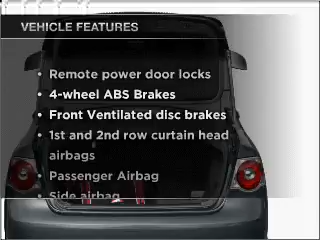 VEHICLE FEATURES
• Remote power door locks
• 4-wheel ABS Brakes
• Front Ventilated disc brakes
• 1st and 2nd row curtain head
airbags
• Passenger Airbag
• Side airbag